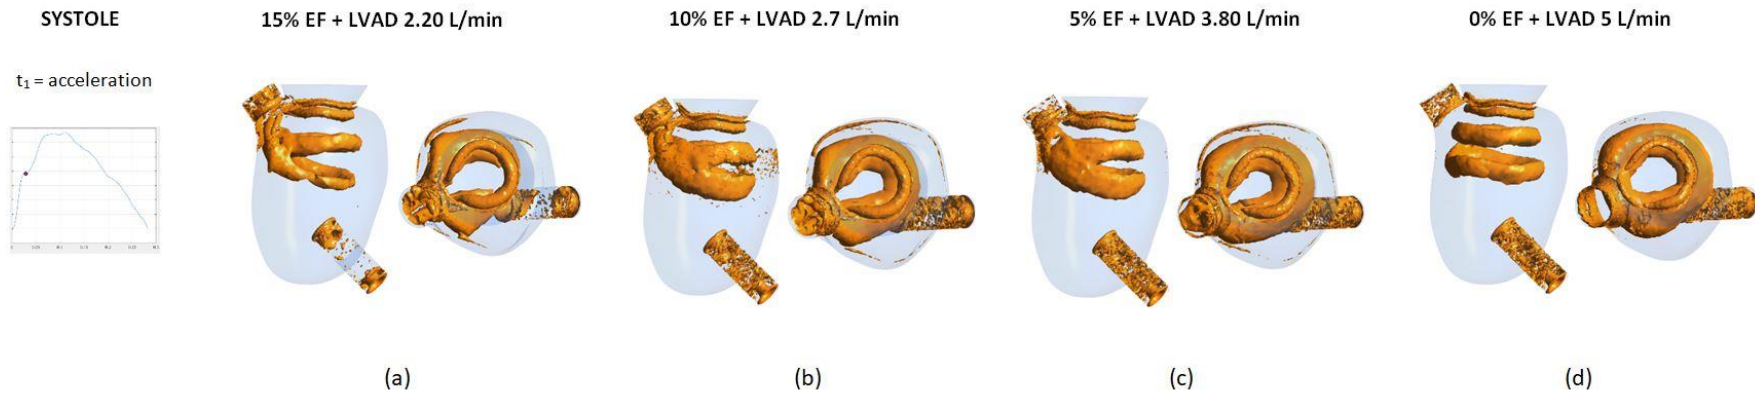 SYSTOLE
15% EF + LVAD 2.20 L/min
10% EF + LVAD 2.7 L/min
5% EF + LVAD 3.80 L/min
0% EF + LVAD 5 L/min
t₁ = acceleration
(a)
(b)
(c)
(d)